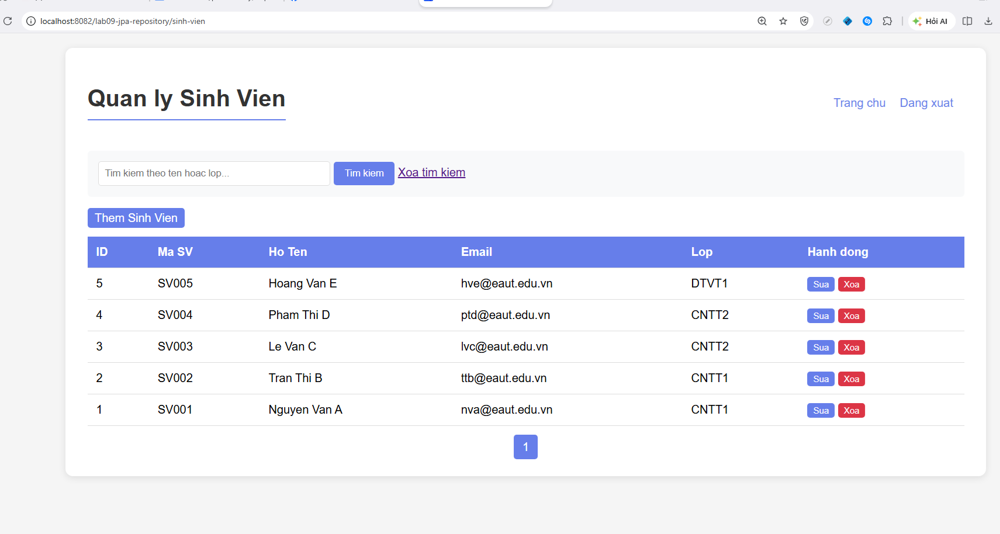 localhost:8082/lab09-jpa-repository/sinh-vien
Hỏi AI
Quan ly Sinh Vien
Trang chu Dang xuat
Tim kiem theo ten hoac lop... Tim kiem Xoa tim kiem
Them Sinh Vien
ID Ma SV Ho Ten Email Lop Hanh dong
5 SV005 Hoang Van E hve@eaut.edu.vn DTVT1 Sua Xoa
4 SV004 Pham Thi D ptd@eaut.edu.vn CNTT2 Sua Xoa
3 SV003 Le Van C lvc@eaut.edu.vn CNTT2 Sua Xoa
2 SV002 Tran Thi B ttb@eaut.edu.vn CNTT1 Sua Xoa
1 SV001 Nguyen Van A nva@eaut.edu.vn CNTT1 Sua Xoa
1